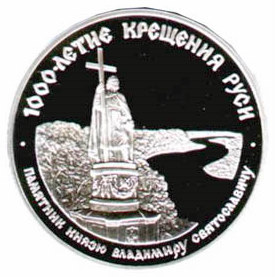 1000-ЛЕТИЕ КРЕЩЕНИЯ РУСИ
ПАМЯТНИК КНЯЗЮ ВЛАДИМИРУ СВЯТОСЛАВИЧУ